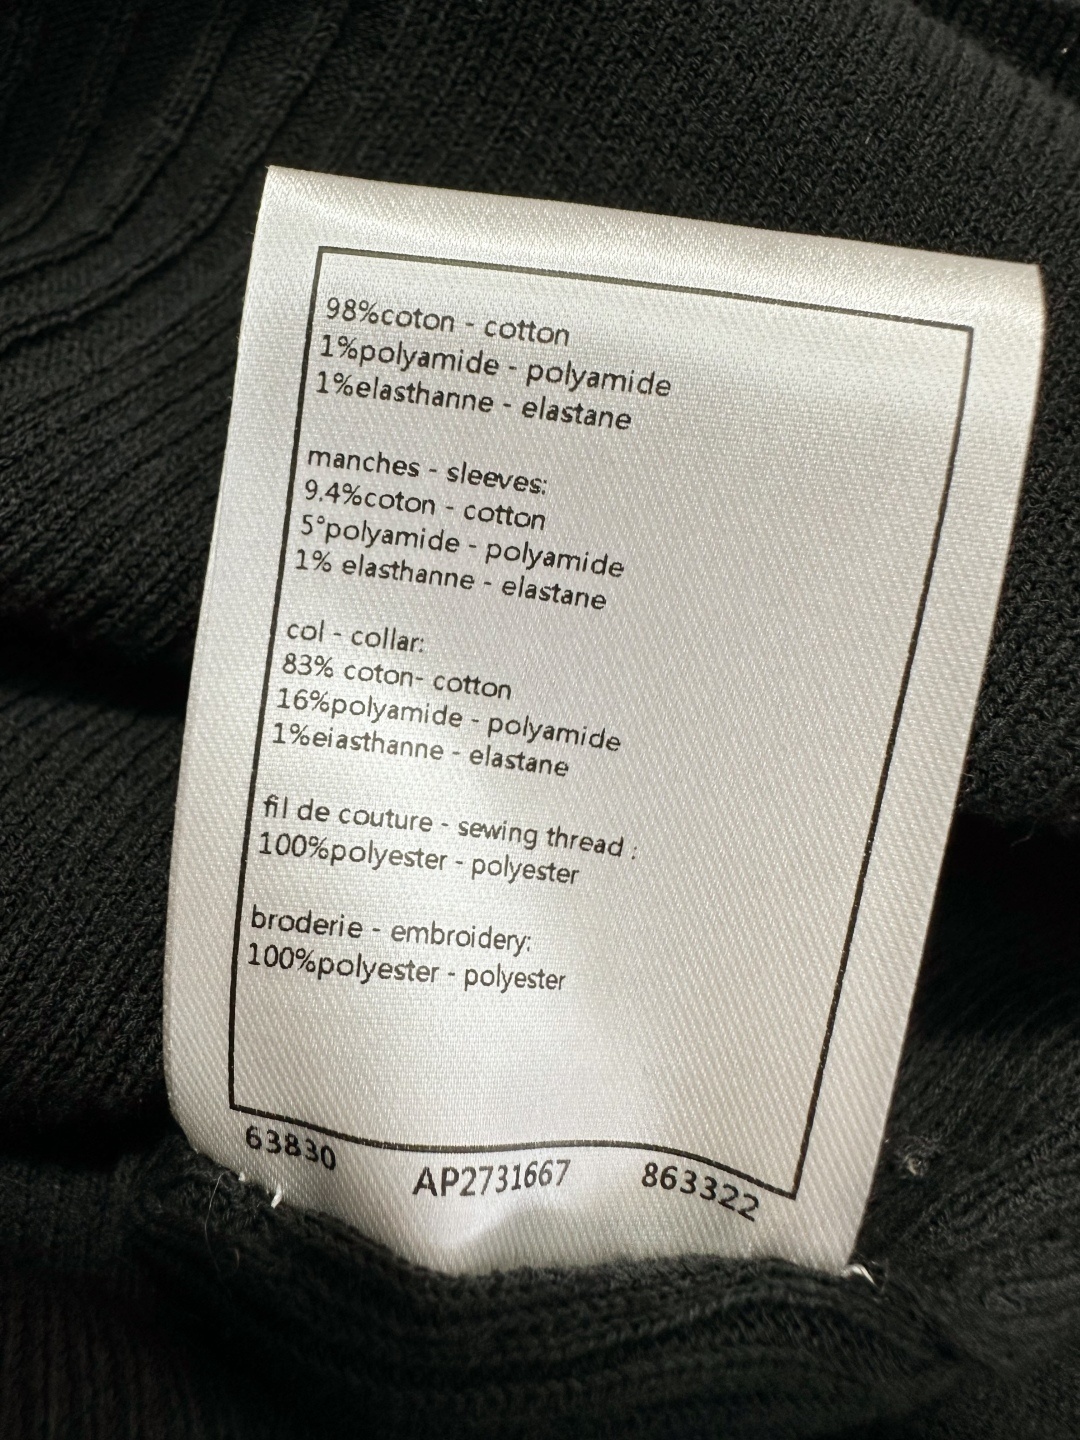 98%coton - cotton
1%polyamide - polyamide
1%elasthanne - elastane
manches - sleeves:
9.4%coton - cotton
5°polyamide - polyamide
1% elasthanne - elastane
col - collar:
83% coton- cotton
16%polyamide - polyamide
1%eiasthanne - elastane
fil de couture - sewing thread :
100%polyester - polyester
broderie - embroidery:
100%polyester - polyester
63830 AP2731667 863322